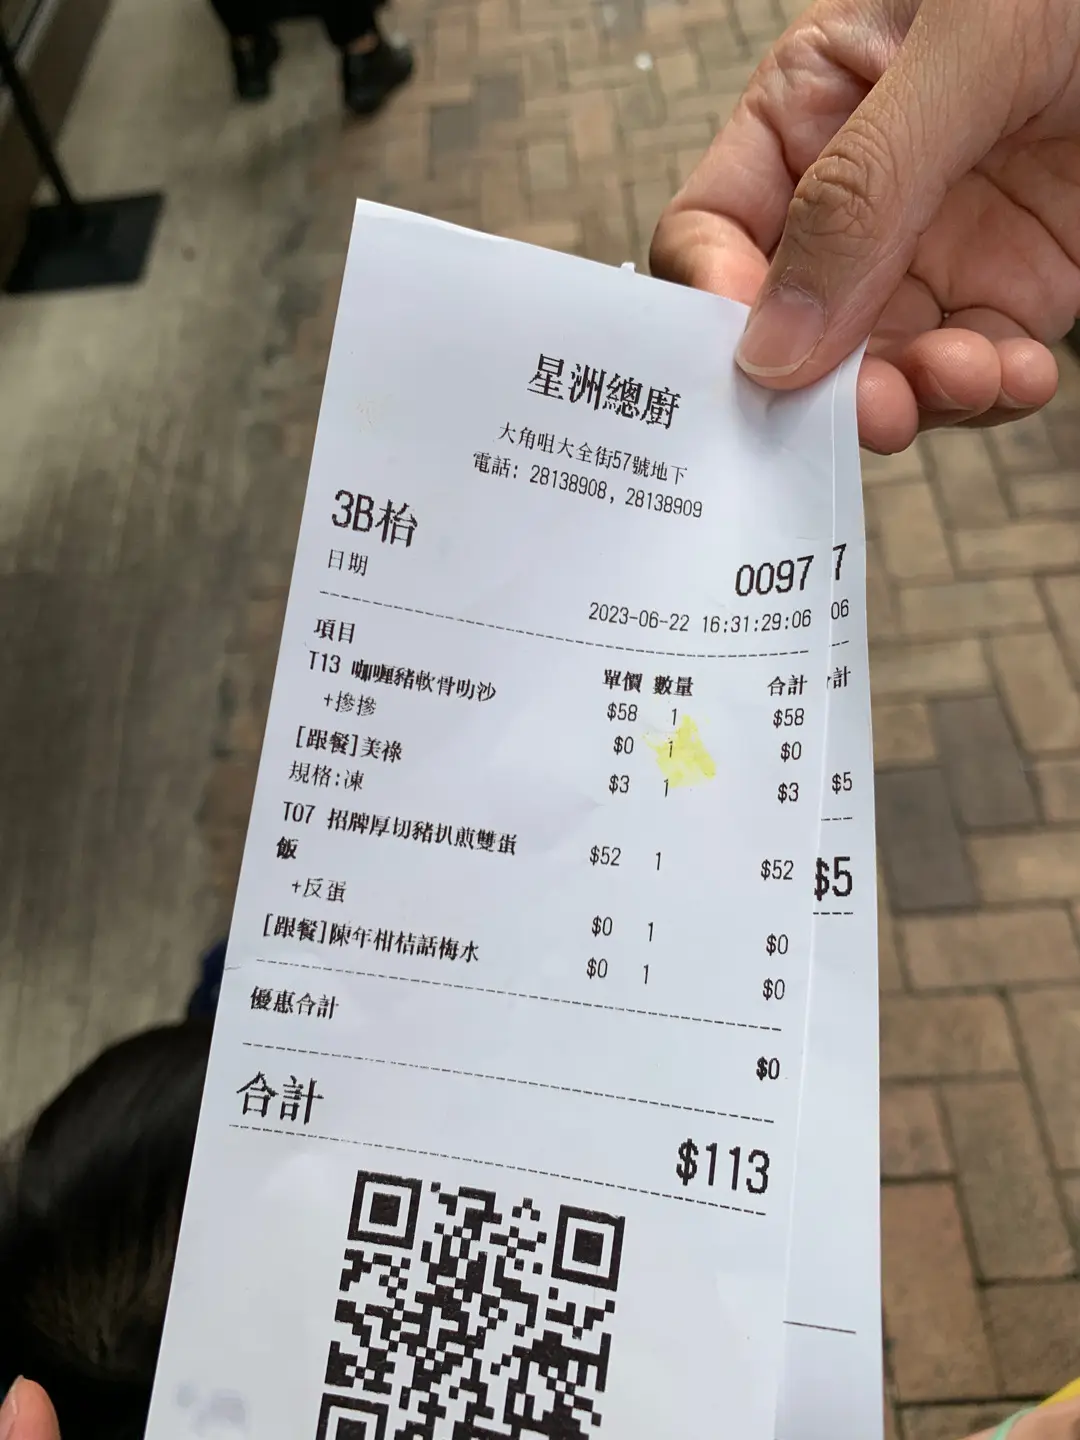 星洲總廚
大角咀大全街57號地下
電話: 28138908, 28138909
3B枱
0097
日期 2023-06-22 16:31:29:06
項目 單價 數量 合計
T13 咖喱豬軟骨叻沙 $58 1 $58
+摻摻 $0 1 $0
[跟餐]美祿 $3 1 $3
規格:凍
T07 招牌厚切豬扒煎雙蛋 $52 1 $52
飯
+反蛋 $0 1 $0
[跟餐]陳年柑桔話梅水 $0 1 $0
優惠合計 $0
合計 $113
7
06
計
$5
$5